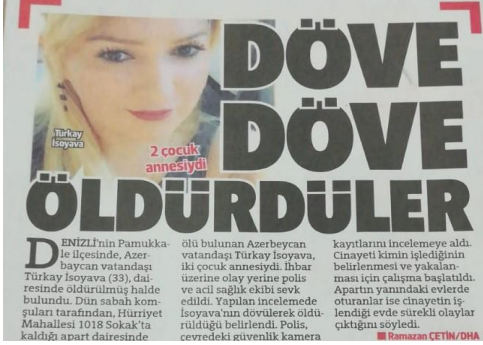 DÖVE
DÖVE
ÖLDÜRDÜLER
Türkay
İsoyava
2 çocuk
annesiydi
DENİZLİ'nin Pamukka-
le ilçesinde, Azer-
baycan vatandaşı
Türkay İsoyava (33), dai-
resinde öldürülmüş halde
bulundu. Dün sabah kom-
şuları tarafından, Hürriyet
Mahallesi 1018 Sokak'ta
kaldığı apart dairesinde
ölü bulunan Azerbeycan
vatandaşı Türkay İsoyava,
iki çocuk annesiydi. İhbar
üzerine olay yerine polis
ve acil sağlık ekibi sevk
edildi. Yapılan incelemede
İsoyava'nın dövülerek öldü-
rüldüğü belirlendi. Polis,
çevredeki güvenlik kamera
kayıtlarını incelemeye aldı.
Cinayeti kimin işlediğinin
belirlenmesi ve yakalan-
ması için çalışma başlatıldı.
Apartın yanındaki evlerde
oturanlar ise cinayetin iş-
lendiği evde sürekli olaylar
çıktığını söyledi.
Ramazan ÇETİN/DHA